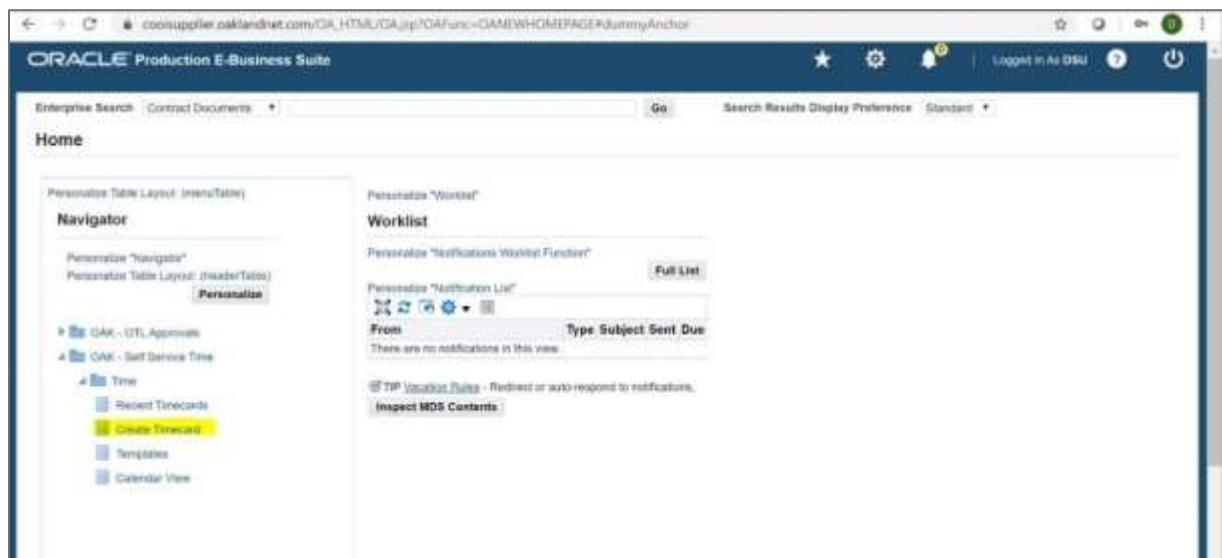 coolsupplier.oaklandnet.com/OA_HTML/OA.jsp?OAFunc=OANEWHOMEPAGE#dummyAnchor
ORACLE Production E-Business Suite
Logged In As DSU ?
Enterprise Search Contract Documents Go Search Results Display Preference Standard
Home
Personalize Table Layout: (menuTable)
Navigator
Personalize "Navigator"
Personalize Table Layout: (headerTable)
Personalize
OAK - OTL Approvals
OAK - Self Service Time
Time
Recent Timecards
Create Timecard
Templates
Calendar View
Personalize "Worklist"
Worklist
Personalize "Notifications Worklist Function"
Full List
Personalize "Notification List"
From Type Subject Sent Due
There are no notifications in this view.
TIP Vacation Rules - Redirect or auto-respond to notifications.
Inspect MDS Contents